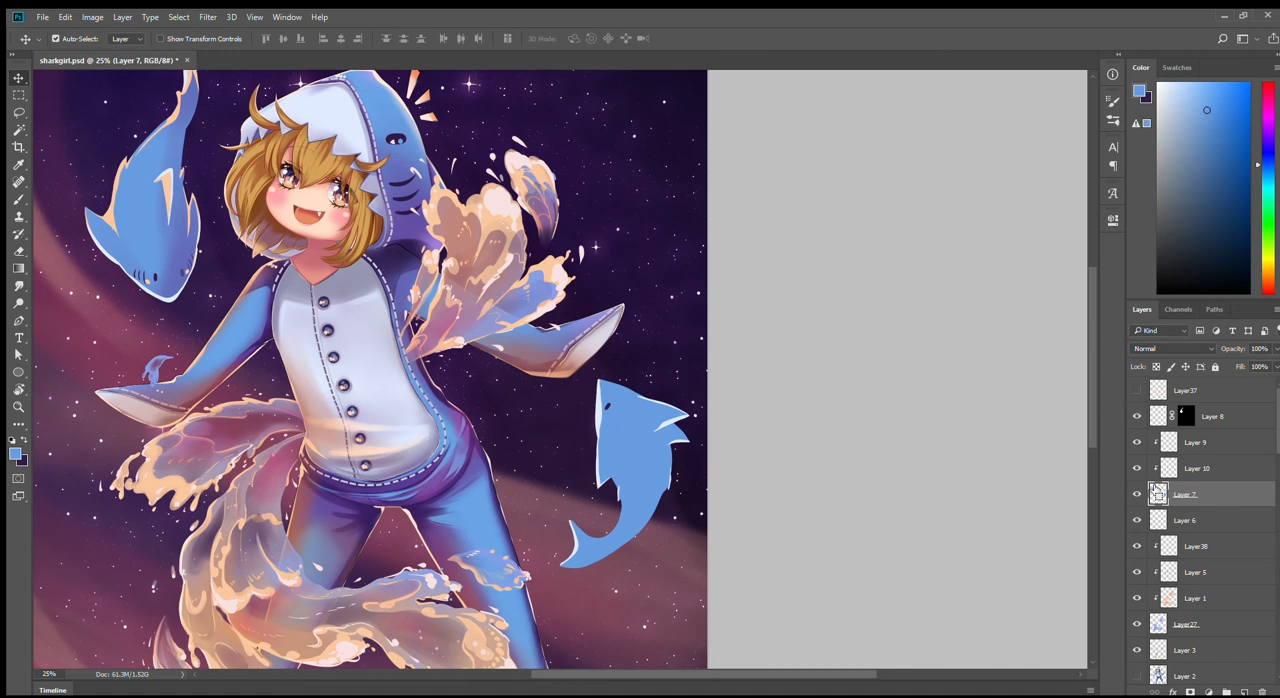 Ps File Edit Image Layer Type Select Filter 3D View Window Help
Auto-Select: Layer Show Transform Controls 3D Mode:
sharkgirl.psd @ 25% (Layer 7, RGB/8#) * ×
Color Swatches
Layers Channels Paths
Kind
Normal Opacity: 100%
Lock: Fill: 100%
Layer37
Layer 8
Layer 9
Layer 10
Layer 7
Layer 6
Layer38
Layer 5
Layer 1
Layer27
Layer 3
Layer 2
25% Doc: 61.3M/1.52G
Timeline